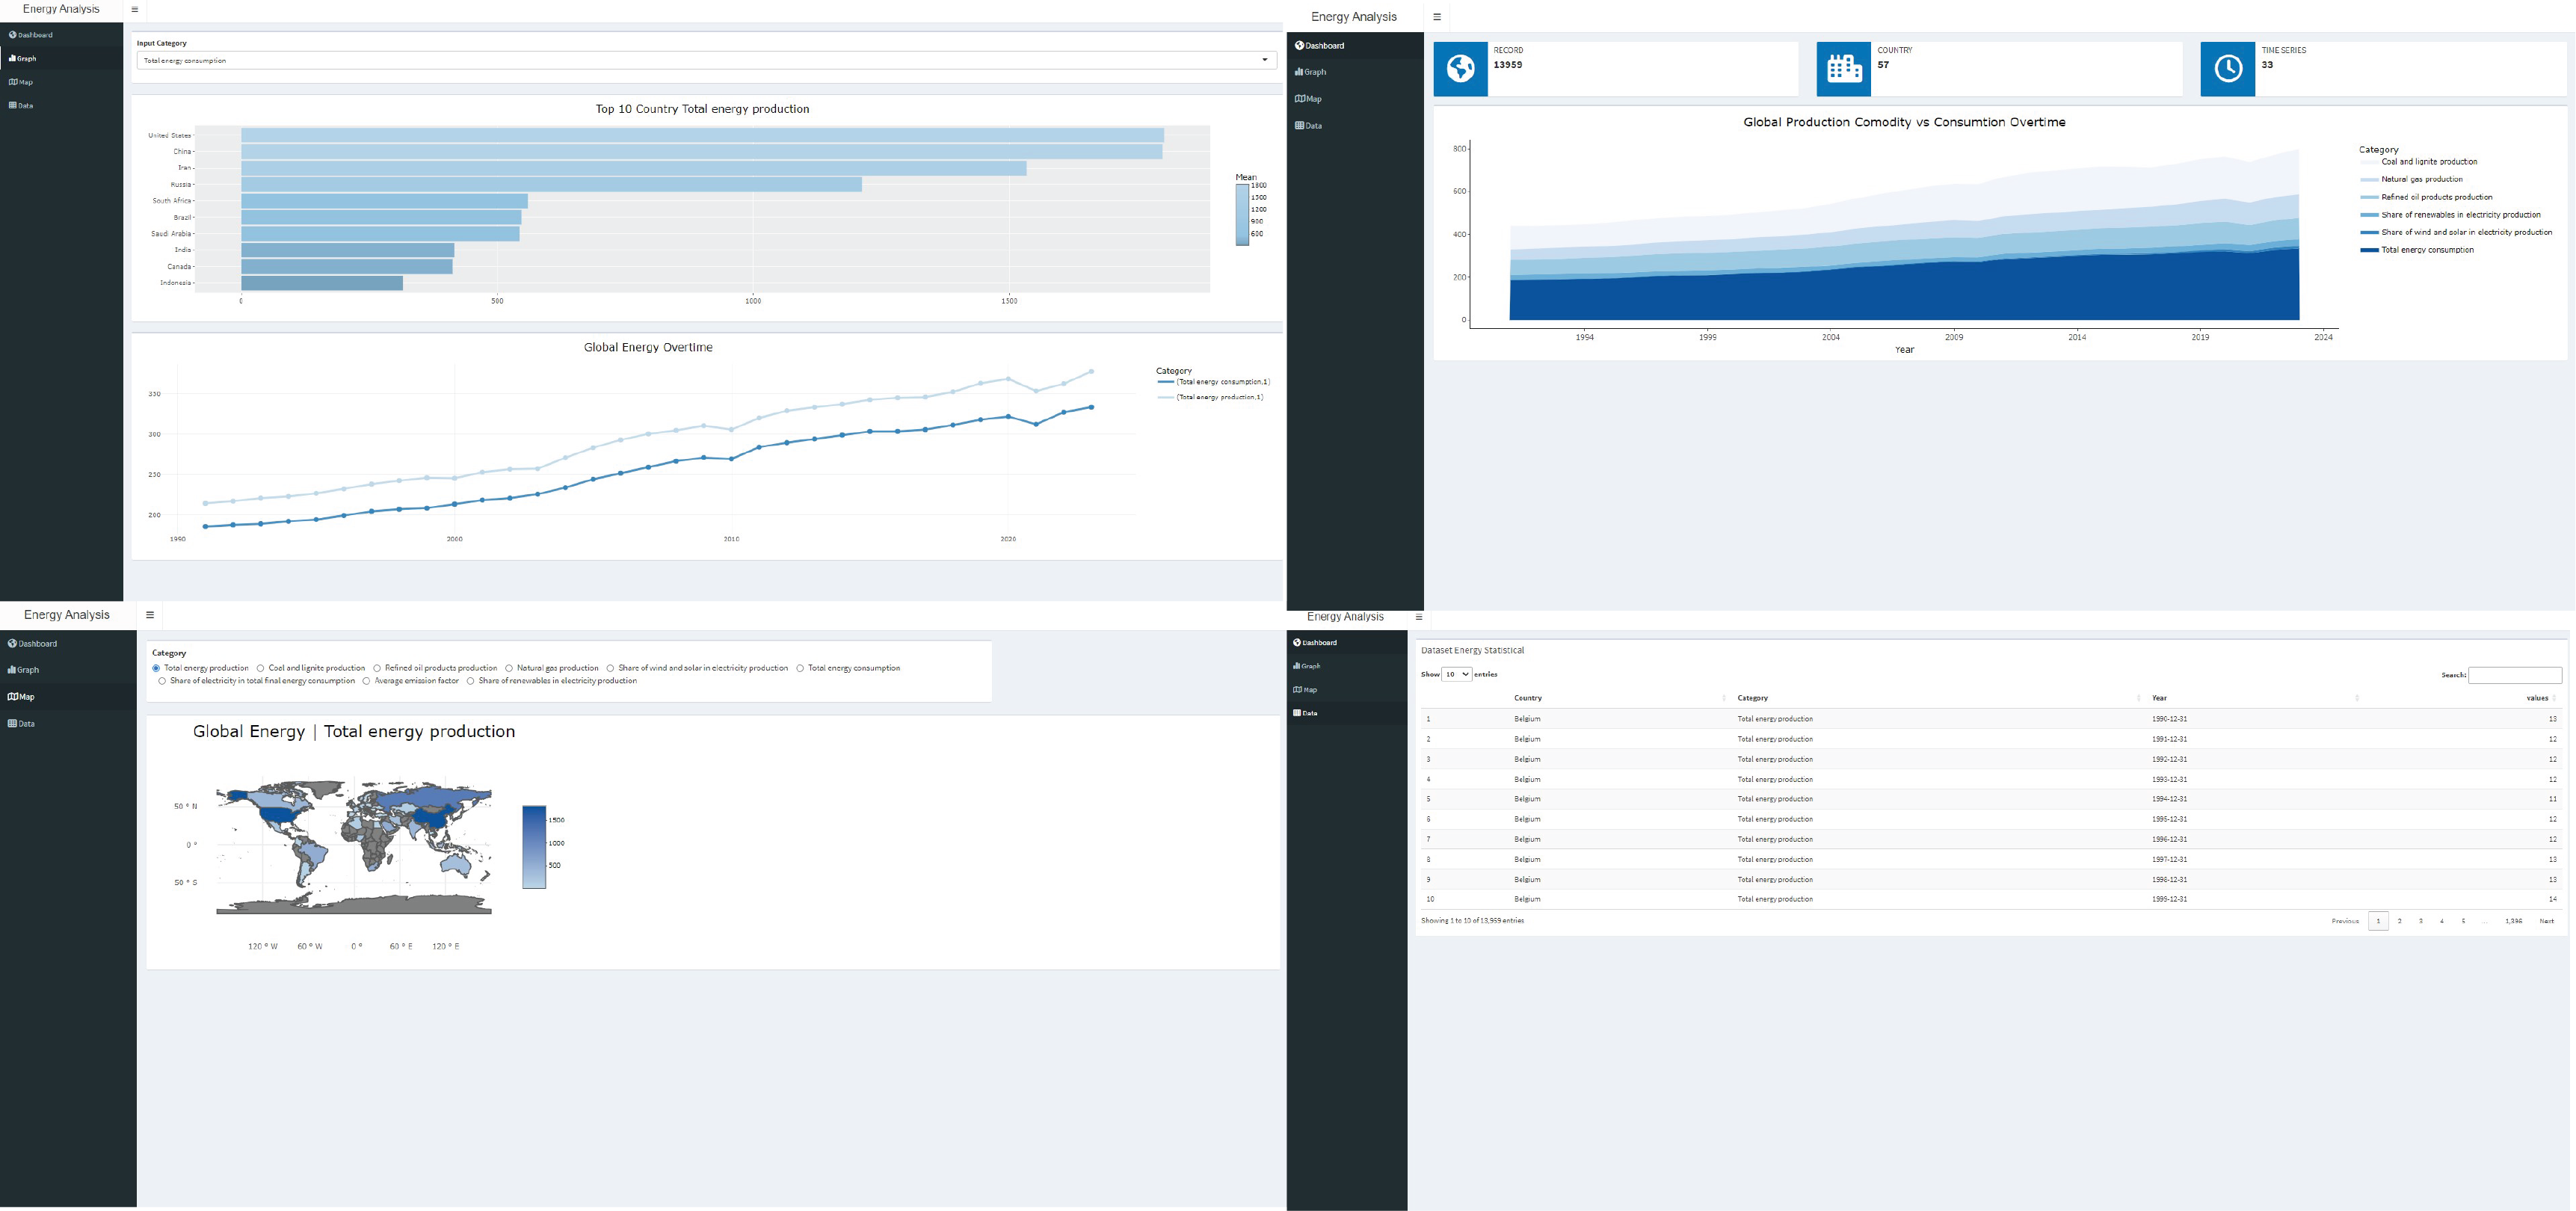 Energy Analysis
Dashboard
Graph
Map
Data
Input Category
Total energy consumption
Top 10 Country Total energy production
United States
China
Iran
Russia
South Africa
Brazil
Saudi Arabia
India
Canada
Indonesia
0 500 1000 1500
Mean
1800
1500
1200
900
600
Global Energy Overtime
350
300
250
200
1990 2000 2010 2020
Category
(Total energy consumption,1)
(Total energy production,1)
Energy Analysis
Dashboard
Graph
Map
Data
RECORD
13959
COUNTRY
57
TIME SERIES
33
Global Production Comodity vs Consumtion Overtime
800
600
400
200
0
1994 1999 2004 2009 2014 2019 2024
Year
Category
Coal and lignite production
Natural gas production
Refined oil products production
Share of renewables in electricity production
Share of wind and solar in electricity production
Total energy consumption
Energy Analysis
Dashboard
Graph
Map
Data
Category
Total energy production Coal and lignite production Refined oil products production Natural gas production Share of wind and solar in electricity production Total energy consumption
Share of electricity in total final energy consumption Average emission factor Share of renewables in electricity production
Global Energy | Total energy production
50 ° N
0 °
50 ° S
120 ° W 60 ° W 0 ° 60 ° E 120 ° E
1500
1000
500
Energy Analysis
Dashboard
Graph
Map
Data
Dataset Energy Statistical
Show 10 entries
Search:
Country Category Year values
1 Belgium Total energy production 1990-12-31 13
2 Belgium Total energy production 1991-12-31 12
3 Belgium Total energy production 1992-12-31 12
4 Belgium Total energy production 1993-12-31 12
5 Belgium Total energy production 1994-12-31 11
6 Belgium Total energy production 1995-12-31 12
7 Belgium Total energy production 1996-12-31 12
8 Belgium Total energy production 1997-12-31 13
9 Belgium Total energy production 1998-12-31 13
10 Belgium Total energy production 1999-12-31 14
Showing 1 to 10 of 13,959 entries
Previous 1 2 3 4 5 … 1,396 Next